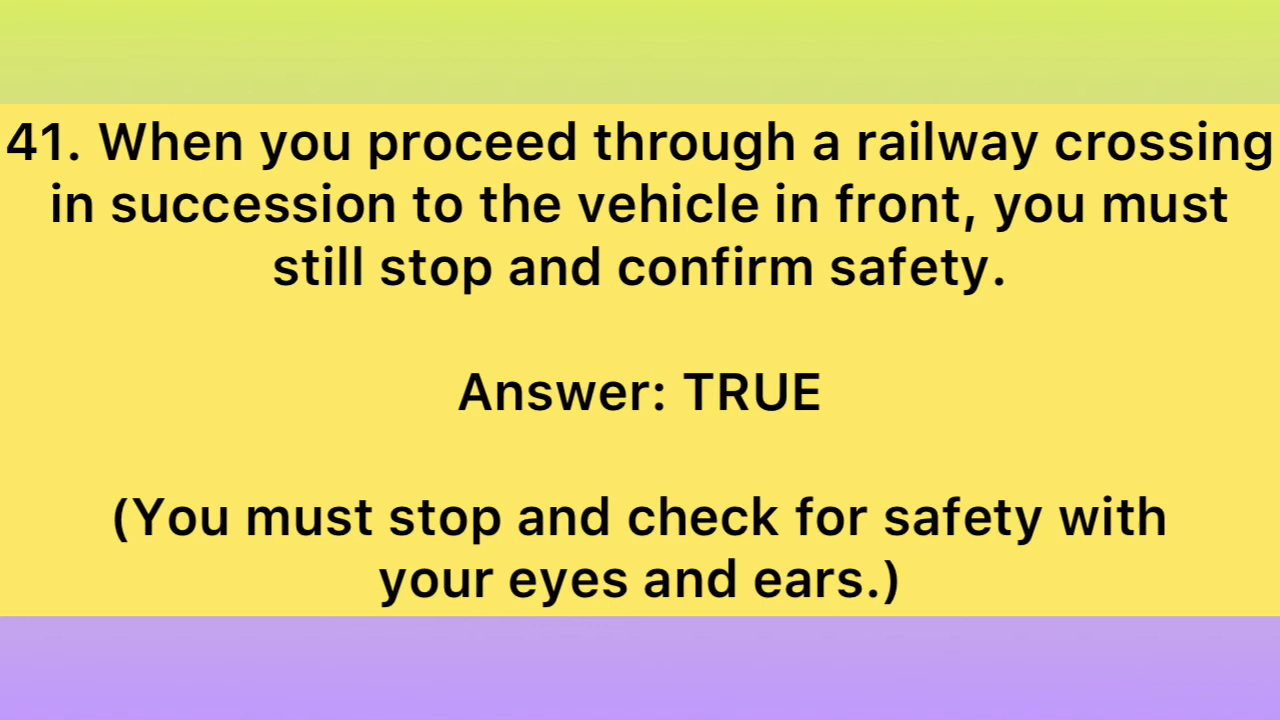 41. When you proceed through a railway crossing
in succession to the vehicle in front, you must
still stop and confirm safety.
Answer: TRUE
(You must stop and check for safety with
your eyes and ears.)